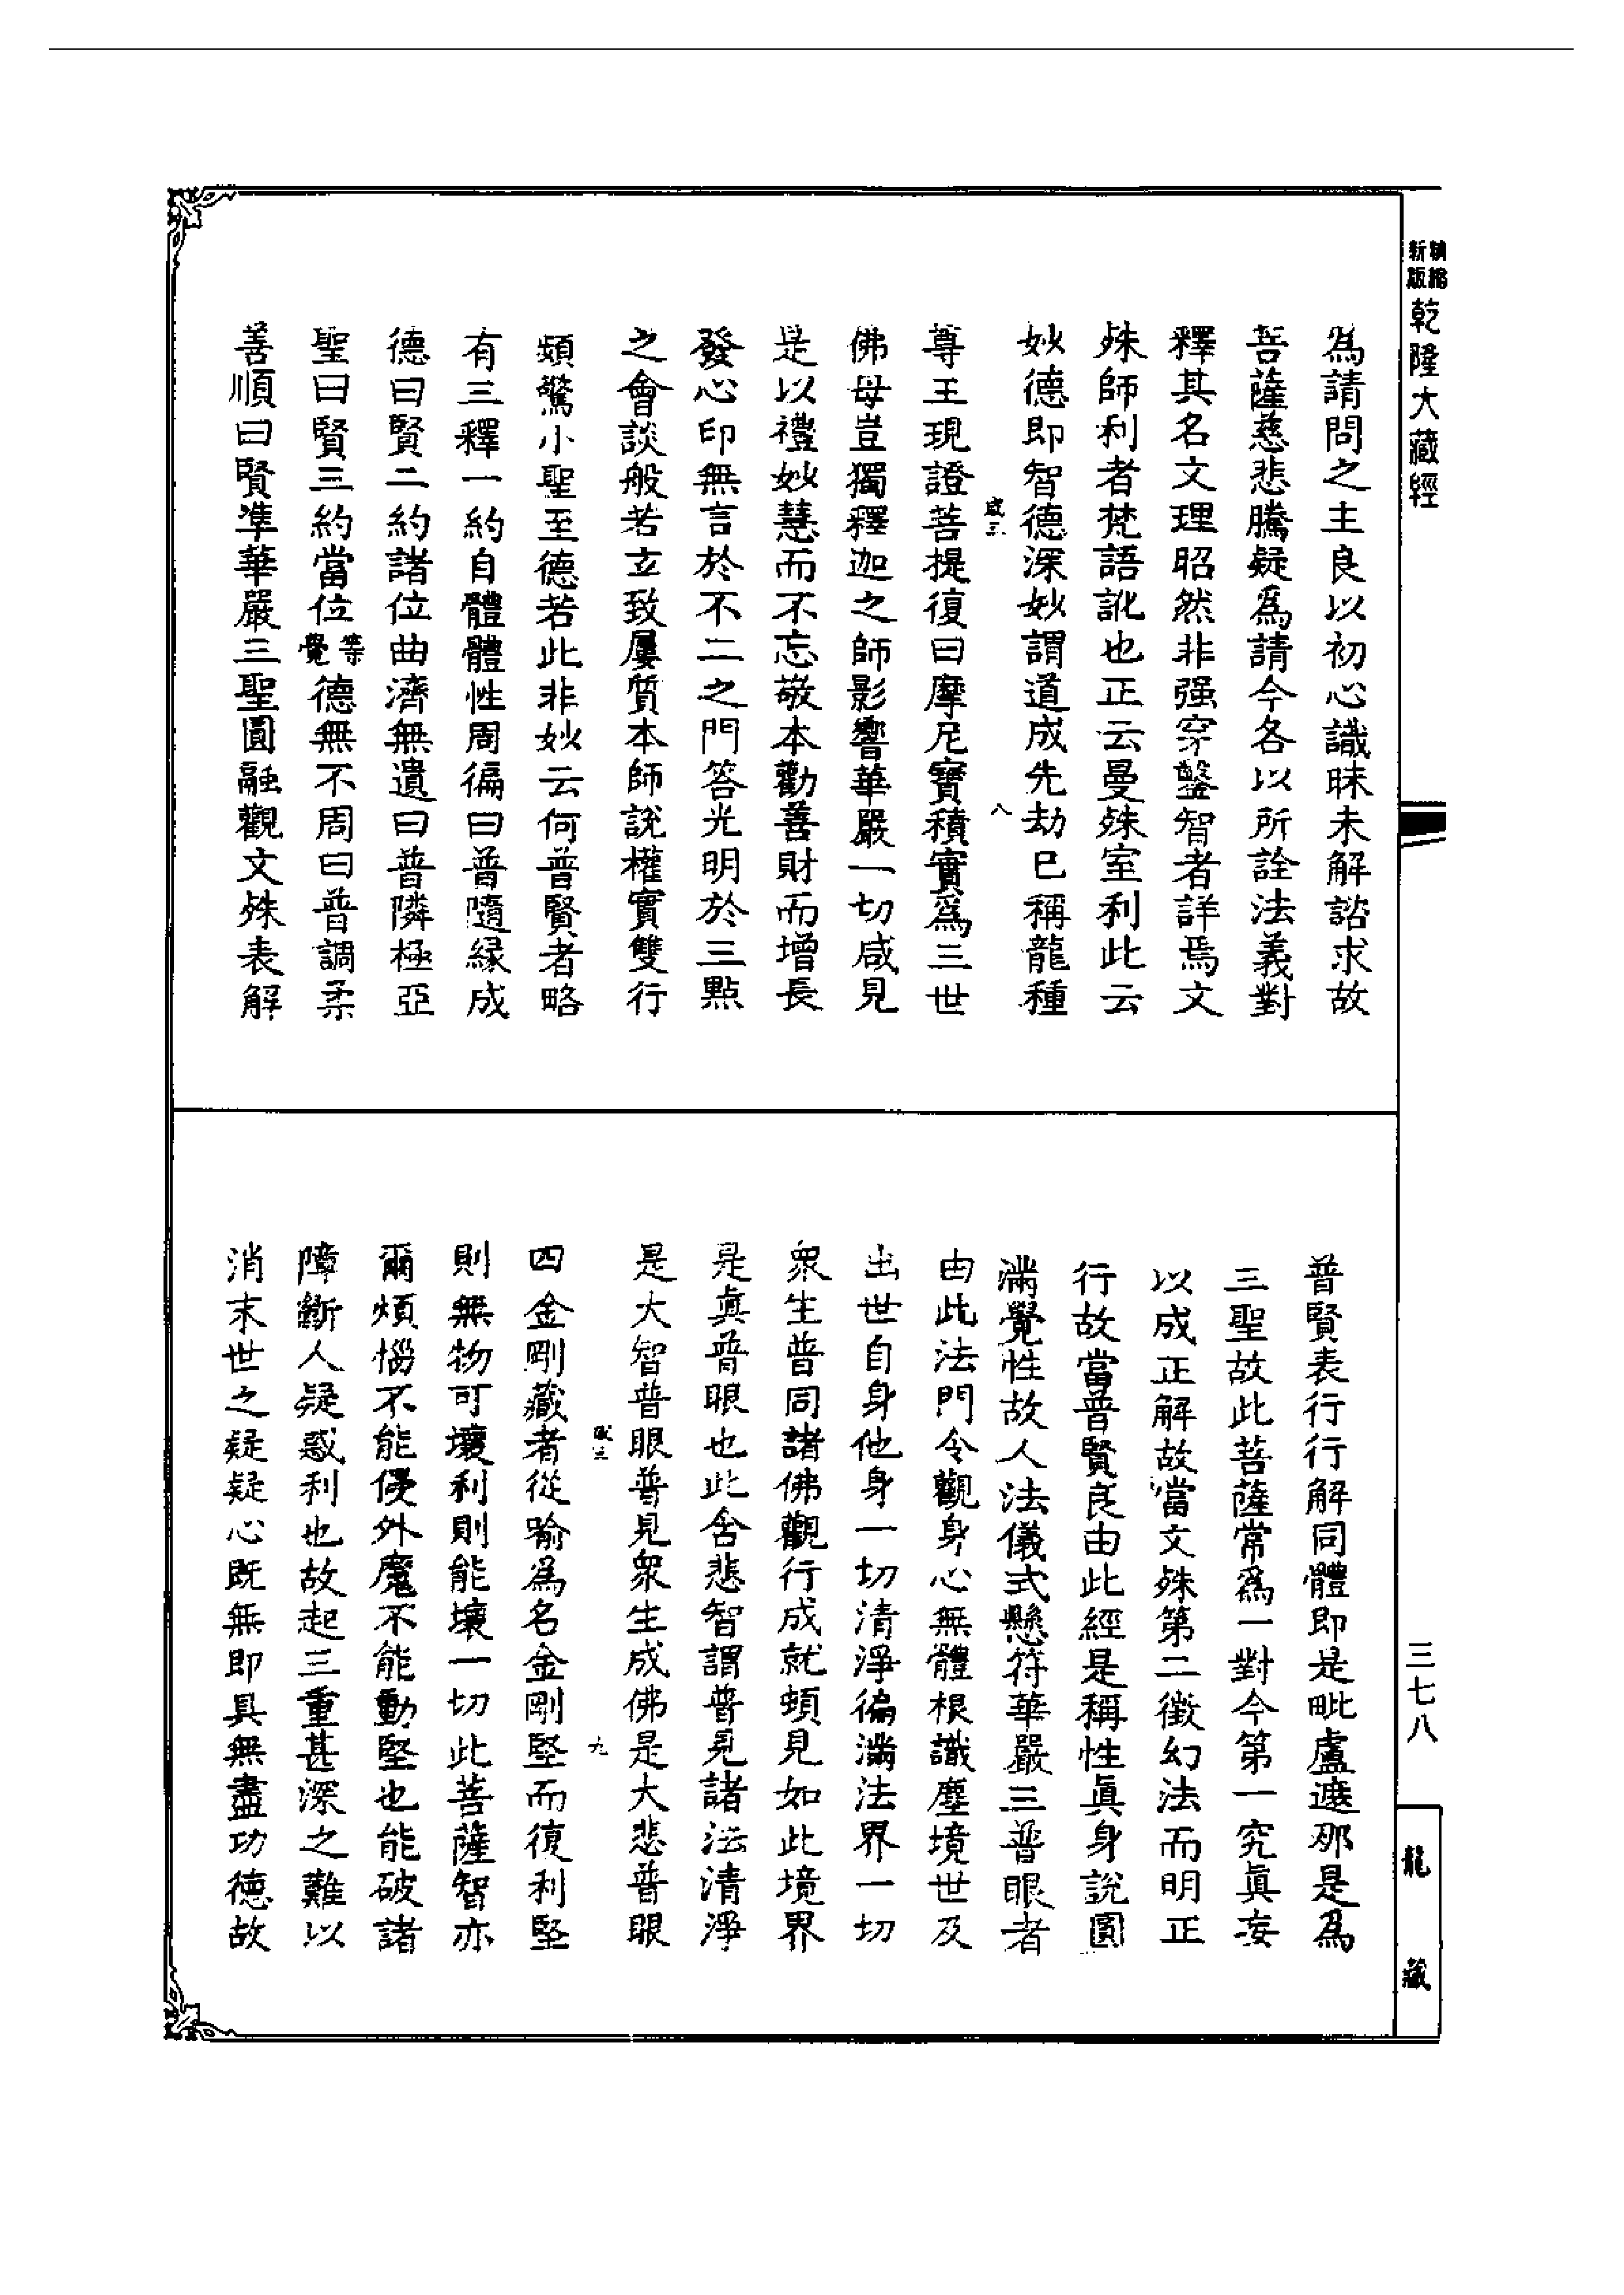 精縮新版
乾隆大藏經
為請問之主良以初心識昧未解諮求故
菩薩慈悲騰疑為請今各以所詮法義對
釋其名文理昭然非强穿鑿智者詳焉文
殊師利者梵語訛也正云曼殊室利此云
妙德即智德深妙謂道成先劫已稱龍種
八
尊王現證菩提復曰摩尼寶積實為三世
佛母豈獨釋迦之師影響華嚴一切咸見
是以禮妙慧而不忘敬本勸善財而增長
發心印無言於不二之門答光明於三點
之會談般若玄致屢質本師說權實雙行
頻驚小聖至德若此非妙云何普賢者略
有三釋一約自體體性周徧曰普隨緣成
德曰賢二約諸位曲濟無遺曰普隣極亞
聖曰賢三約當位等覺德無不周曰普調柔
善順曰賢準華嚴三聖圓融觀文殊表解
普賢表行行解同體即是毗盧遮那是為
三聖故此菩薩常為一對今第一究眞妄
以成正解故當文殊第二徵幻法而明正
行故當普賢良由此經是稱性眞身說圓
滿覺性故人法儀式懸符華嚴三普眼者
由此法門令觀身心無體根識塵境世及
出世自身他身一切清淨徧滿法界一切
衆生普同諸佛觀行成就頓見如此境界
是眞普眼也此含悲智謂普見諸法清淨
是大智普眼普見衆生成佛是大悲普眼
九
四金剛藏者從喻為名金剛堅而復利堅
則無物可壞利則能壞一切此菩薩智亦
爾煩惱不能侵外魔不能動堅也能破諸
障斷人疑惑利也故起三重甚深之難以
消末世之疑疑心既無即具無盡功德故
三七八
龍藏